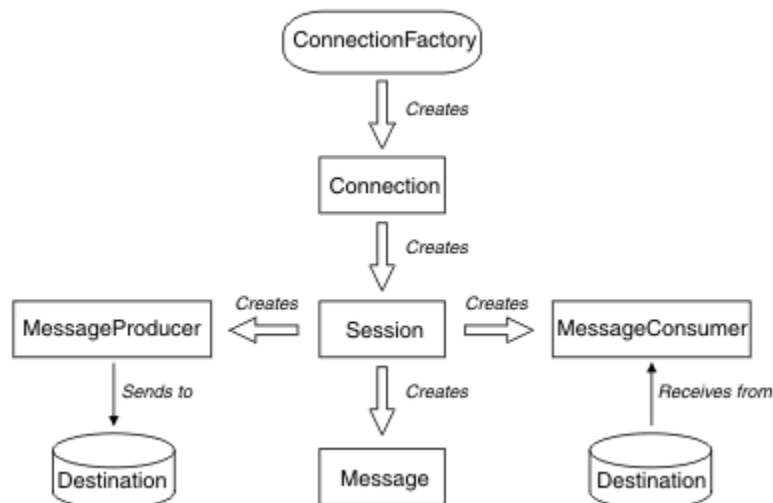 ConnectionFactory
Creates
Connection
Creates
Creates
Creates
MessageProducer
Session
MessageConsumer
Sends to
Creates
Receives from
Destination
Message
Destination